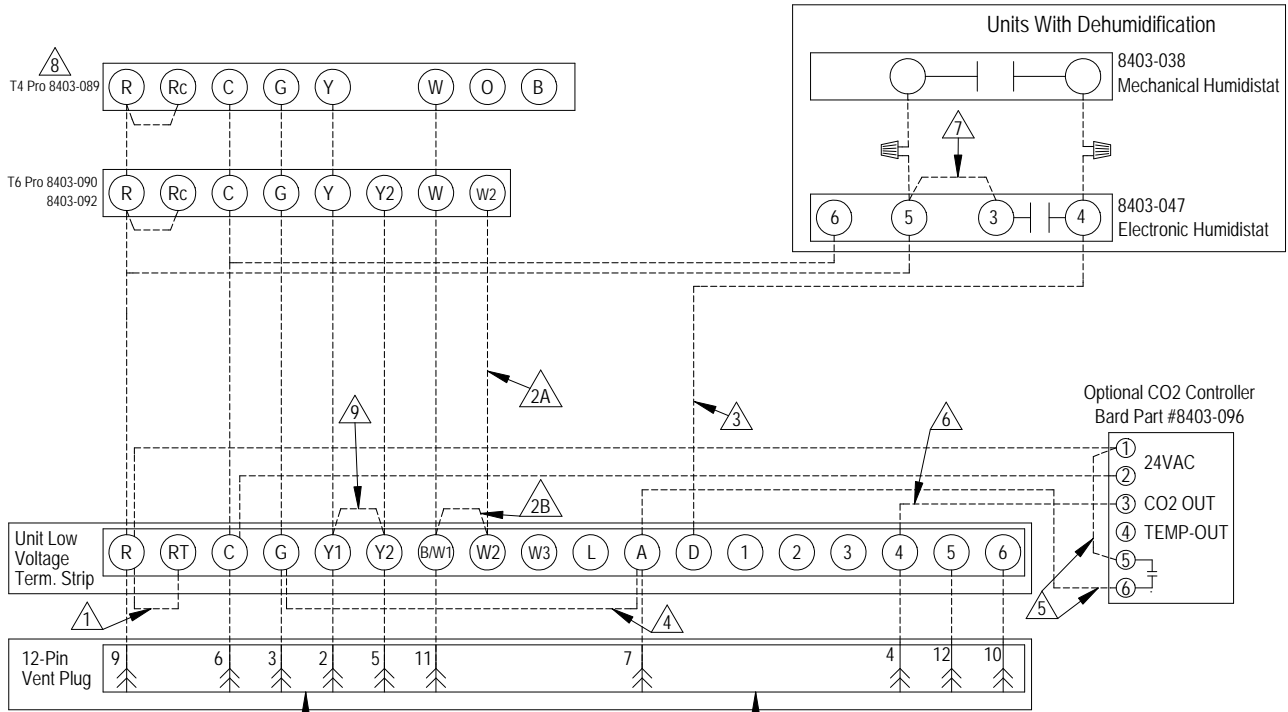 Units With Dehumidification
8403-038
Mechanical Humidistat
7
6 5 3 4
8403-047
Electronic Humidistat
8
T4 Pro 8403-089
R Rc C G Y W O B
T6 Pro 8403-090
8403-092
R Rc C G Y Y2 W W2
2A
3
9
6
2B
Optional CO2 Controller
Bard Part #8403-096
1
24VAC
2
3 CO2 OUT
4 TEMP-OUT
5
6
5
Unit Low
Voltage
Term. Strip
R RT C G Y1 Y2 B/W1 W2 W3 L A D 1 2 3 4 5 6
1
4
12-Pin
Vent Plug
9 6 3 2 5 11 7 4 12 10